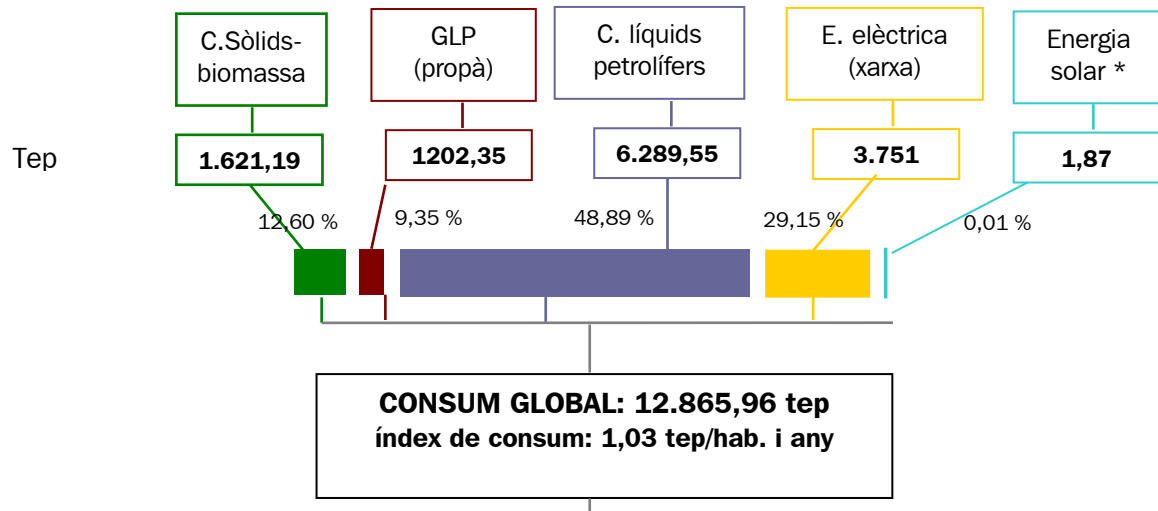 C.Sòlids-
biomassa
GLP
(propà)
C. líquids
petrolífers
E. elèctrica
(xarxa)
Energia
solar *
Tep
1.621,19
1202,35
6.289,55
3.751
1,87
12,60 %
9,35 %
48,89 %
29,15 %
0,01 %
CONSUM GLOBAL: 12.865,96 tep
índex de consum: 1,03 tep/hab. i any